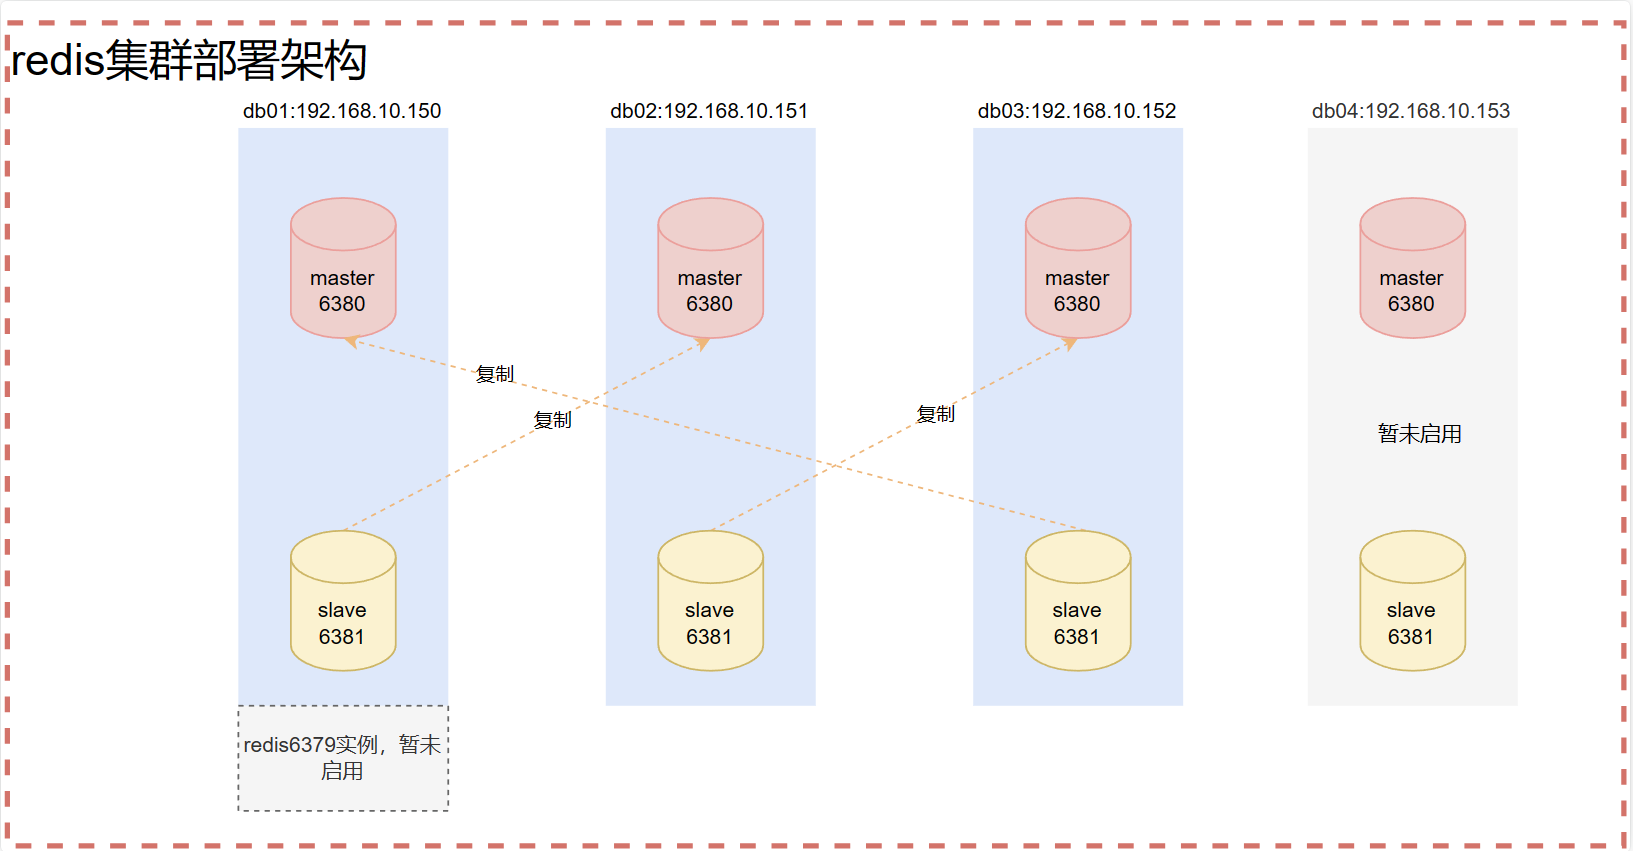 redis集群部署架构
db01:192.168.10.150
db02:192.168.10.151
db03:192.168.10.152
db04:192.168.10.153
master
6380
master
6380
master
6380
master
6380
复制
复制
复制
暂未启用
slave
6381
slave
6381
slave
6381
slave
6381
redis6379实例，暂未
启用